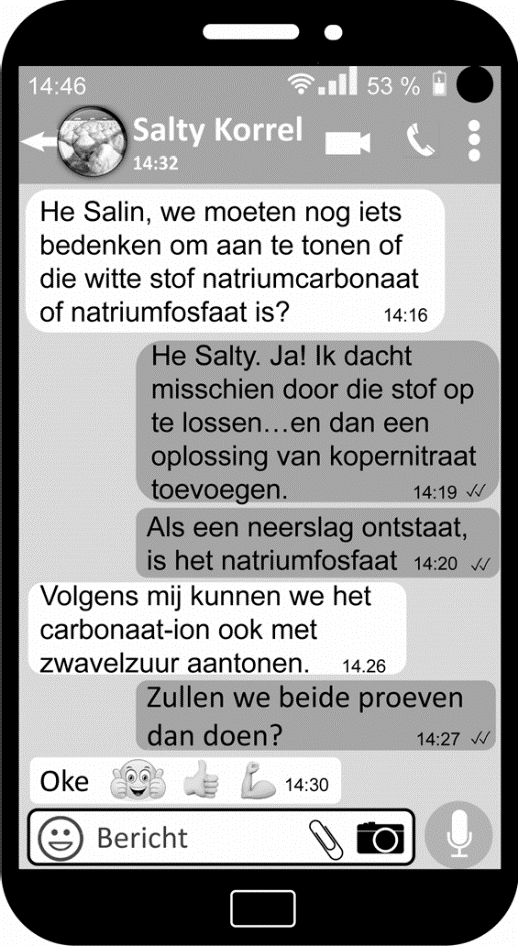 14:46 53 %
Salty Korrel
14:32
He Salin, we moeten nog iets
bedenken om aan te tonen of
die witte stof natriumcarbonaat
of natriumfosfaat is? 14:16
He Salty. Ja! Ik dacht
misschien door die stof op
te lossen…en dan een
oplossing van kopernitraat
toevoegen. 14:19
Als een neerslag ontstaat,
is het natriumfosfaat 14:20
Volgens mij kunnen we het
carbonaat-ion ook met
zwavelzuur aantonen. 14.26
Zullen we beide proeven
dan doen? 14:27
Oke 14:30
Bericht